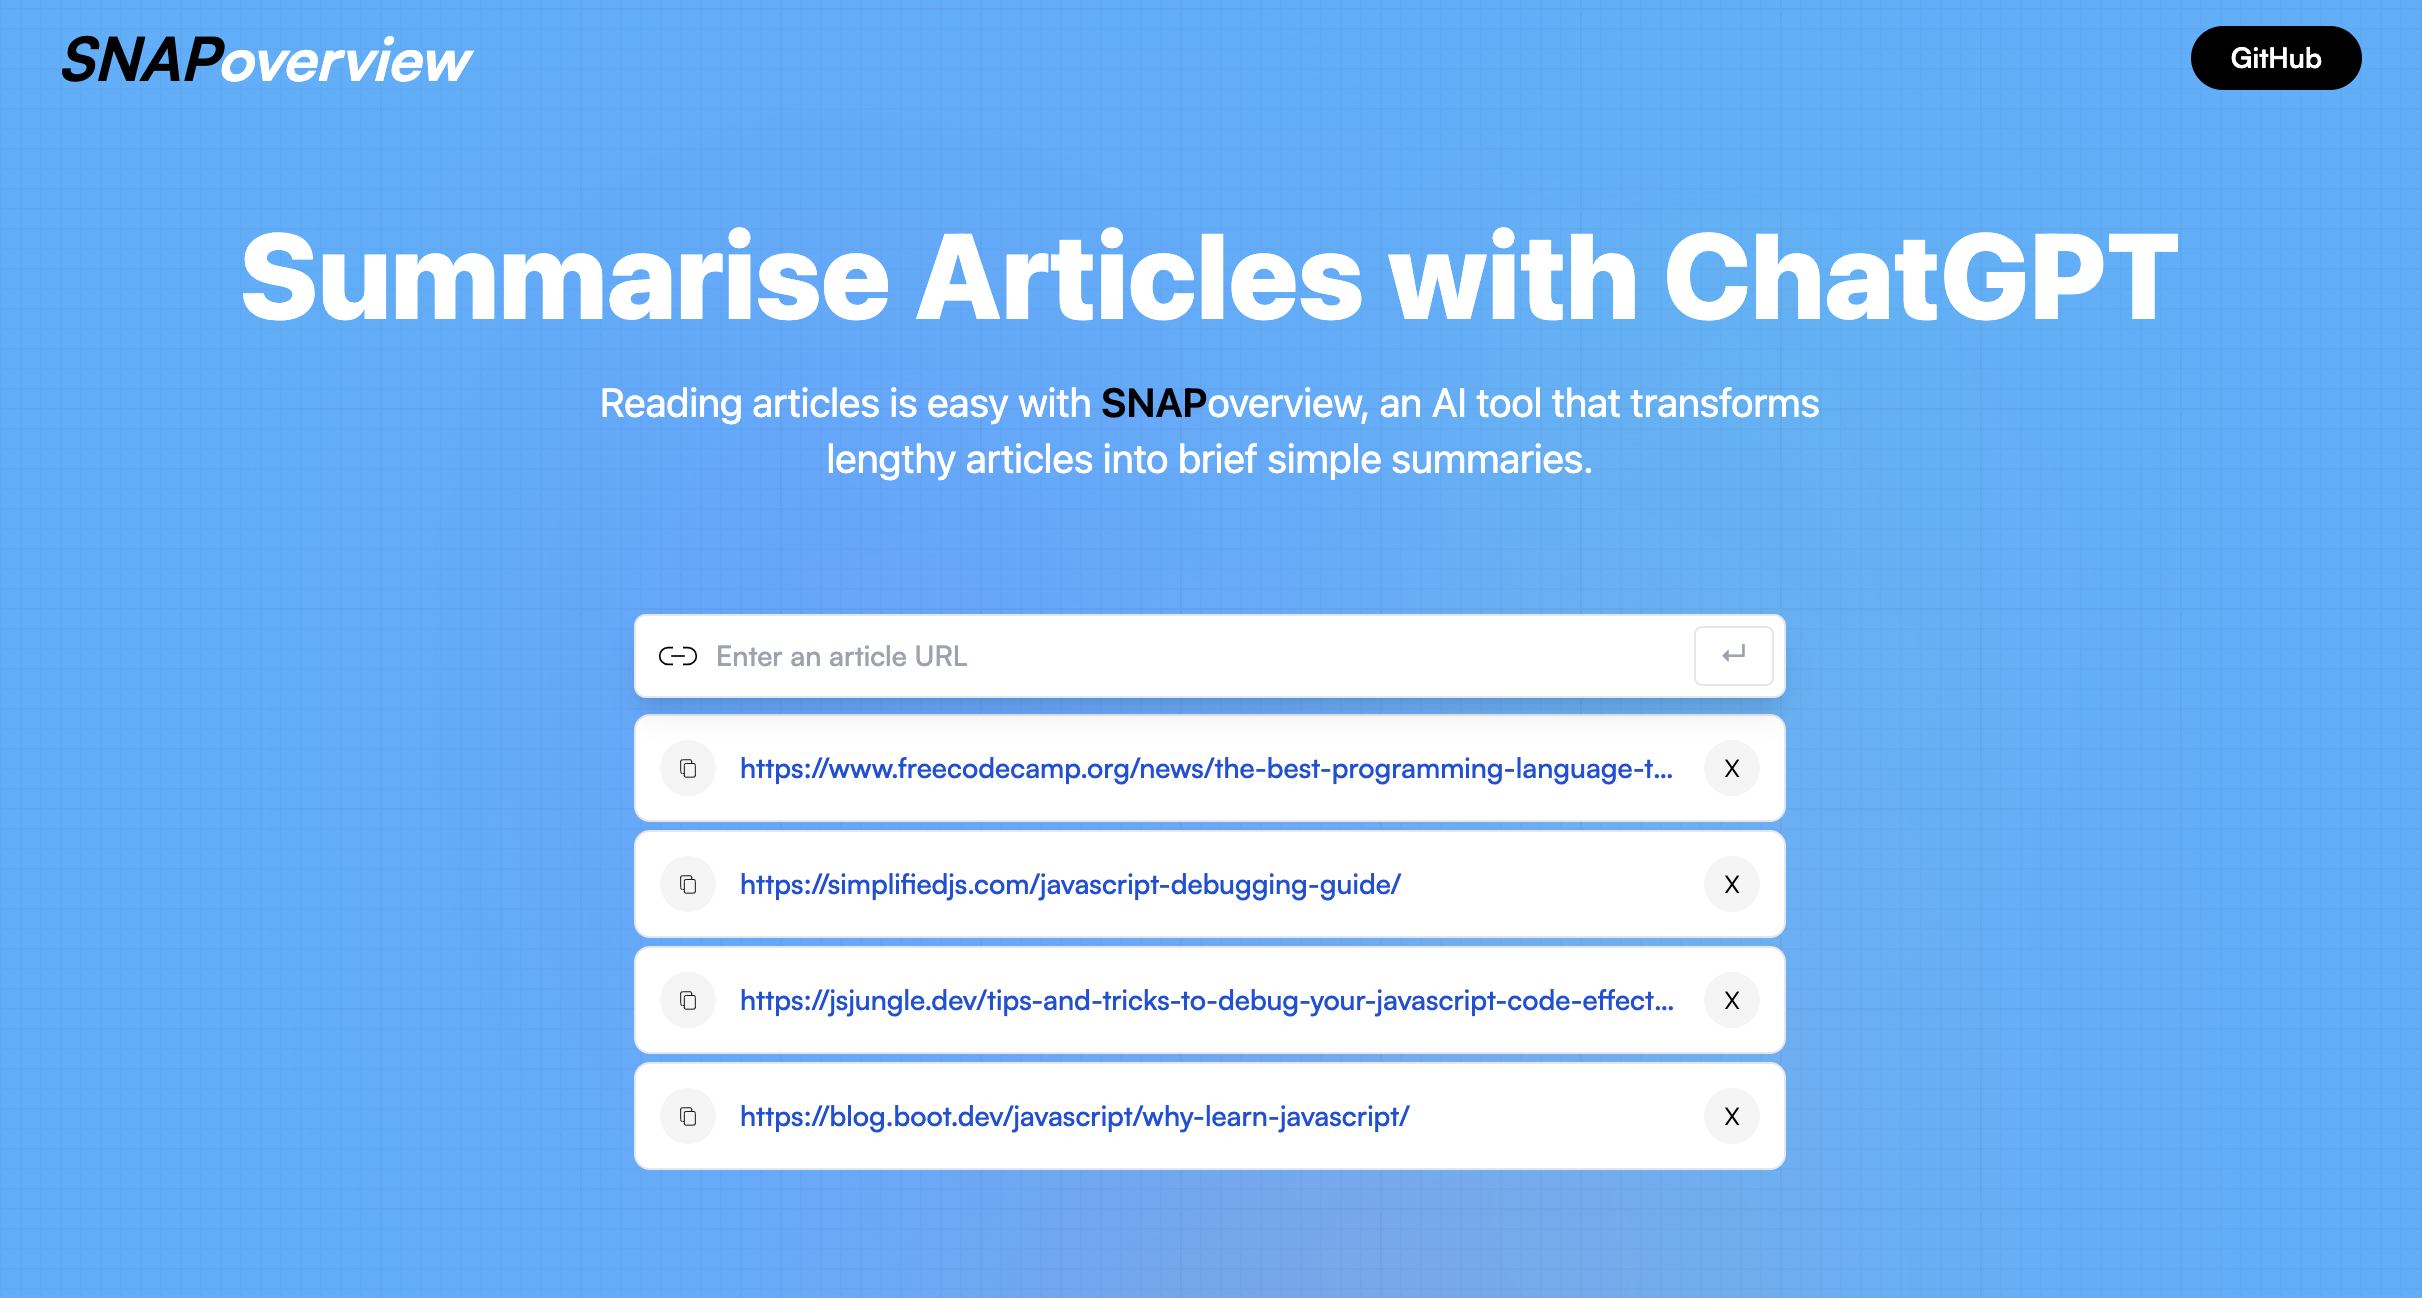 SNAPoverview
GitHub
Summarise Articles with ChatGPT
Reading articles is easy with SNAPoverview, an AI tool that transforms
lengthy articles into brief simple summaries.
Enter an article URL
https://www.freecodecamp.org/news/the-best-programming-language-t...
X
https://simplifiedjs.com/javascript-debugging-guide/
X
https://jsjungle.dev/tips-and-tricks-to-debug-your-javascript-code-effect...
X
https://blog.boot.dev/javascript/why-learn-javascript/
X